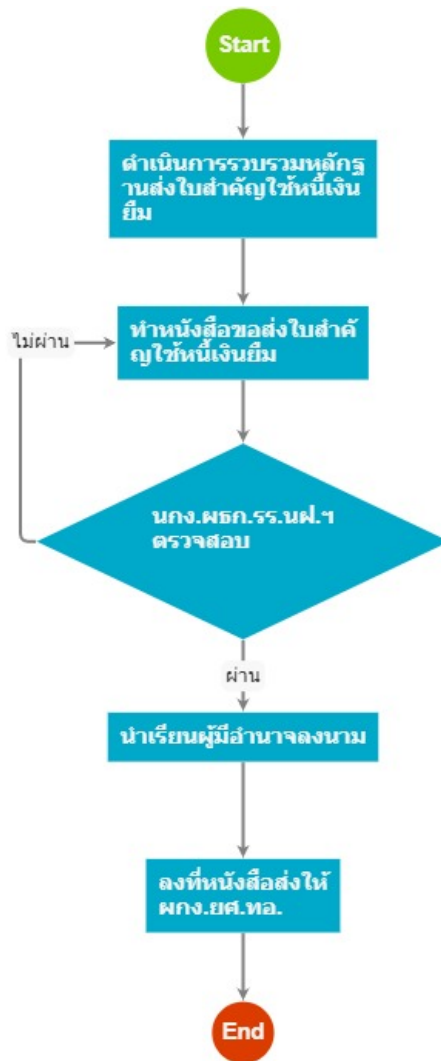 Start
ดำเนินการรวบรวมหลักฐ
านส่งใบสำคัญใช้หนี้เงิน
ยืม
ไม่ผ่าน
ทำหนังสือขอส่งใบสำคั
ญใช้หนี้เงินยืม
นกง.ผธก.รร.นฝ.ฯ
ตรวจสอบ
ผ่าน
นำเรียนผู้มีอำนาจลงนาม
ลงที่หนังสือส่งให้
ผกง.ยศ.ทอ.
End